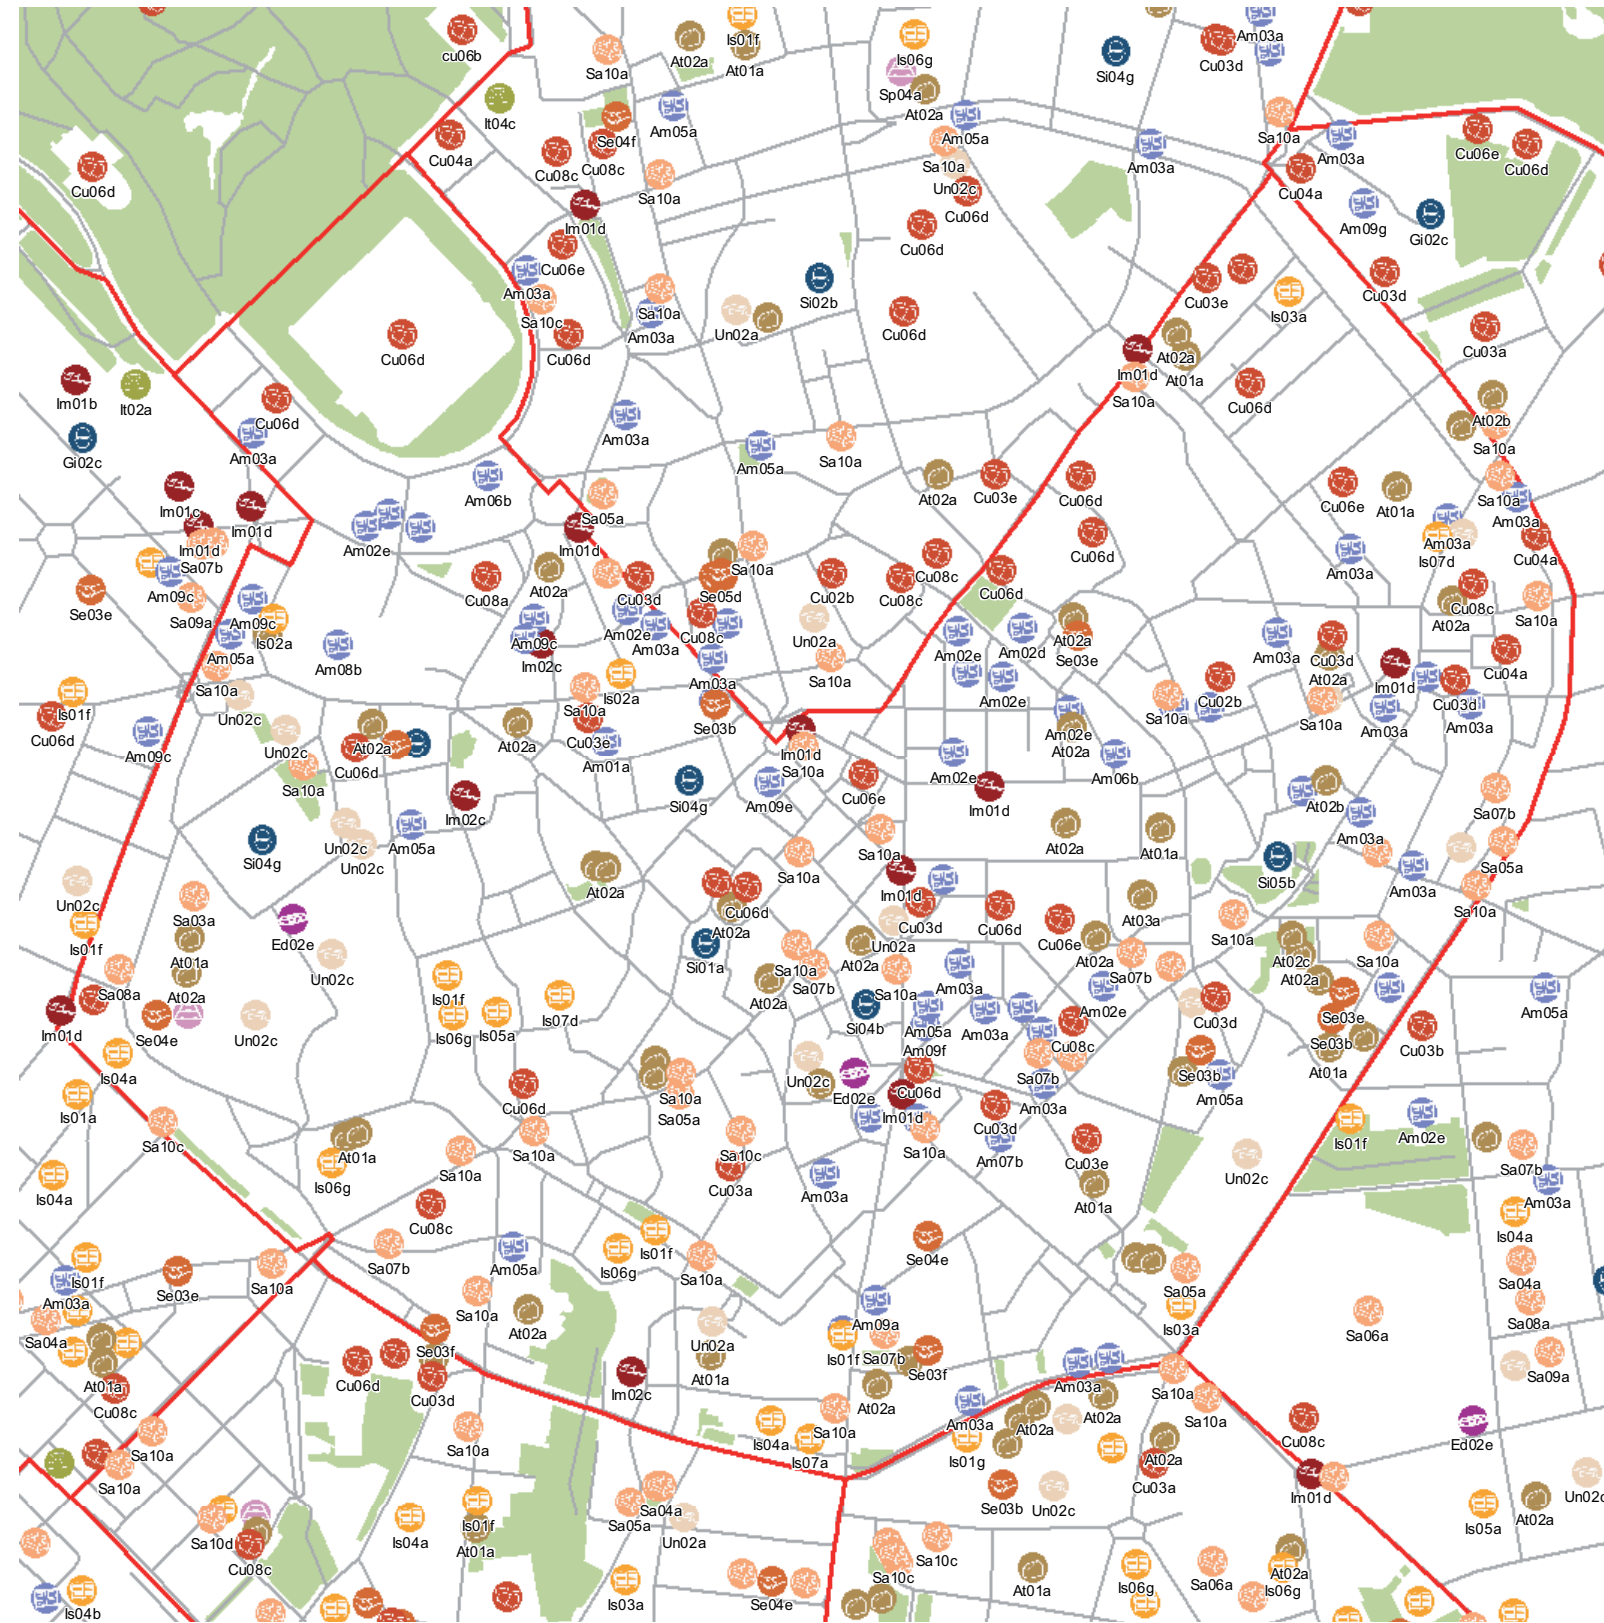 cu06b
Sa10a
At02a
Is01f
At01a
Is06g
Sp04a
At02a
Si04g
Am03a
Cu03d
It04c
Cu04a
Se04f
Am05a
Cu08c
Cu08c
Sa10a
Am05a
Sa10a
Un02c
Cu06d
Am03a
Sa10a
Am03a
Cu06e
Cu06d
Cu06d
Cu04a
Am09g
Gi02c
Im01d
Cu06e
Cu06d
Am03a
Sa10c
Cu06d
Sa10a
Am03a
Un02a
Si02b
Cu06d
Cu03e
Is03a
Cu03d
Cu03a
Cu06d
Im01b
It02a
Cu06d
Am03a
Gi02c
Im01d
Sa10a
At02a
At01a
Cu06d
At02b
Sa10a
Am03a
Am05a
Sa10a
Am06b
At02a
Cu03e
Cu06d
Cu06e
At01a
Sa10a
Am03a
Im01c
Im01d
Im01d
Sa07b
Am09c
Se03e
Sa09a
Am02e
Sa05a
Im01d
Cu06d
Am03a
Is07d
Cu04a
Am03a
Cu08a
At02a
Cu03d
Sa10a
Se05d
Cu02b
Cu08c
Cu08c
Cu06d
Cu08c
At02a
Sa10a
Am09c
Is02a
Am05a
Sa10a
Am08b
Am09c
Im02c
Am02e
Am03a
Cu08c
Un02a
Sa10a
Am02e
Am02d
At02a
Se03e
Am03a
Cu03d
At02a
Cu04a
Is01f
Cu06d
Un02c
Am09c
Un02c
Sa10a
At02a
Cu06d
At02a
Is02a
Sa10a
Cu03e
Am01a
Am03a
Se03b
Im01d
Sa10a
Am02e
Am02e
At02a
Am06b
Sa10a
Cu02b
Sa10a
Im01d
Am03a
Cu03d
Am03a
Si04g
Im02c
Am05a
Un02c
Un02c
Si04g
Am09e
Cu06e
Am02e
Im01d
At02a
At01a
At02b
Am03a
Sa07b
Sa05a
Un02c
Is01f
Sa03a
At01a
At02a
Ed02e
Un02c
At02a
Sa10a
Sa10a
Im01d
Cu03d
Cu06d
At02a
Si01a
Un02a
At02a
Cu06d
Cu06e
At03a
At02a
Sa07b
Si05b
Am03a
Sa10a
Sa10a
At02c
At02a
Sa10a
Sa08a
Im01d
Se04e
Un02c
Is01f
Is06g
Is05a
Is07d
At02a
Sa10a
Sa07b
Si04b
Sa10a
Am03a
Am05a
Am09f
Am03a
Am02e
Cu08c
Cu03d
Se03e
Se03b
At01a
Cu03b
Am05a
Is04a
Is01a
Sa10c
Cu06d
Sa10a
Sa10a
Sa05a
Un02c
Ed02e
Cu06d
Im01d
Sa10a
Sa07b
Am03a
Cu03d
Am07b
Se03b
Am05a
Cu03e
At01a
Un02c
Is01f
Am02e
Sa07b
Am03a
Is04a
Is04a
At01a
Is06g
Sa10a
Cu08c
Sa10c
Cu03a
Am03a
Sa07b
Am05a
Is06g
Is01f
Sa10a
Se04e
Sa05a
Is03a
Sa04a
Sa08a
Sa06a
Sa09a
Is01f
Am03a
Se03e
Sa10a
Sa04a
At01a
Cu08c
Sa10a
At02a
Se03f
Cu06d
Cu03d
Sa10a
Un02a
At01a
Im02c
Am09a
Is01f
Sa07b
Se03f
At02a
Am03a
Am03a
Sa10a
Sa10a
Is04a
Sa10a
Is07a
Is01g
At02a
At02a
At02a
Cu03a
Cu08c
Im01d
Ed02e
Sa10a
Sa10a
Se03b
Un02c
Is05a
At02a
Un02c
Sa10d
Cu08c
Is04a
Is01f
At01a
Sa05a
Sa04a
Un02a
Is04b
Is03a
Se04e
Sa10c
Sa10c
At01a
Is06g
Sa06a
At02a
Is06g